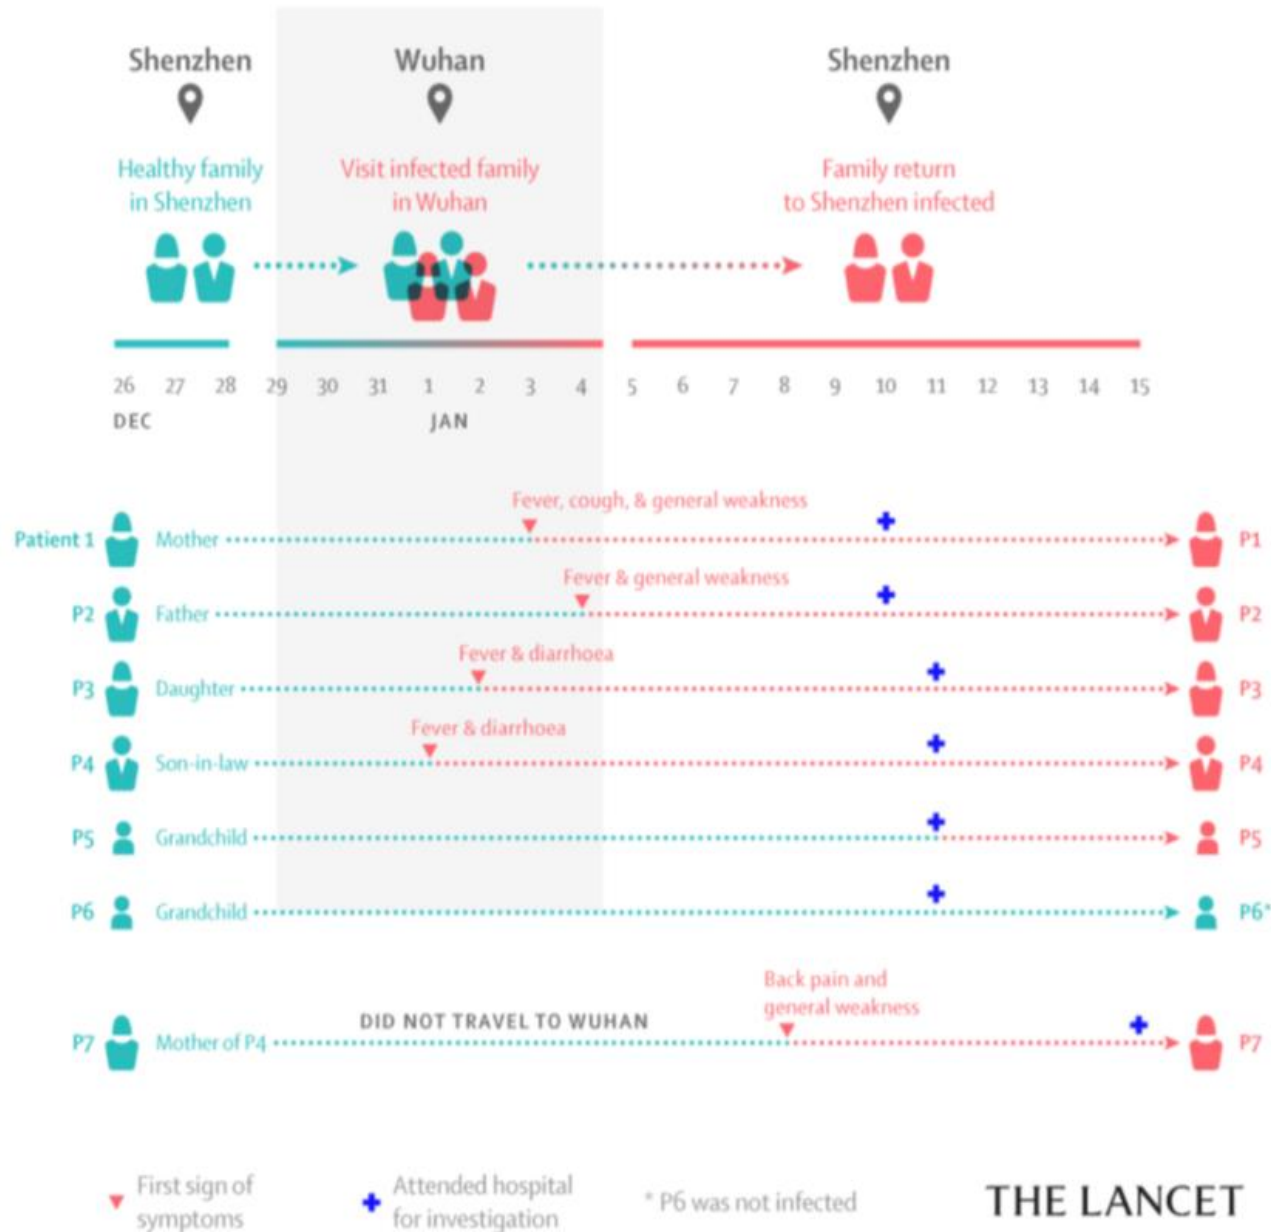 Shenzhen Wuhan Shenzhen
Healthy family
in Shenzhen
Visit infected family
in Wuhan
Family return
to Shenzhen infected
26 27 28 29 30 31 1 2 3 4 5 6 7 8 9 10 11 12 13 14 15
DEC JAN
Fever, cough, & general weakness
Patient 1 Mother P1
Fever & general weakness
P2 Father P2
Fever & diarrhoea
P3 Daughter P3
Fever & diarrhoea
P4 Son-in-law P4
P5 Grandchild P5
P6 Grandchild P6*
Back pain and
general weakness
DID NOT TRAVEL TO WUHAN
P7 Mother of P4 P7
First sign of
symptoms
Attended hospital
for investigation
* P6 was not infected
THE LANCET